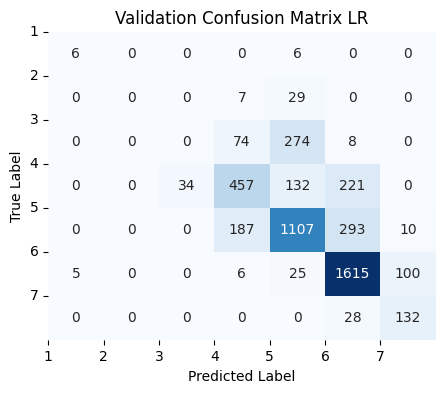 Validation Confusion Matrix LR
1
6 0 0 0 6 0 0
2
0 0 0 7 29 0 0
3
0 0 0 74 274 8 0
4
0 0 34 457 132 221 0
5
0 0 0 187 1107 293 10
6
5 0 0 6 25 1615 100
7
0 0 0 0 0 28 132
True Label
1 2 3 4 5 6 7
Predicted Label